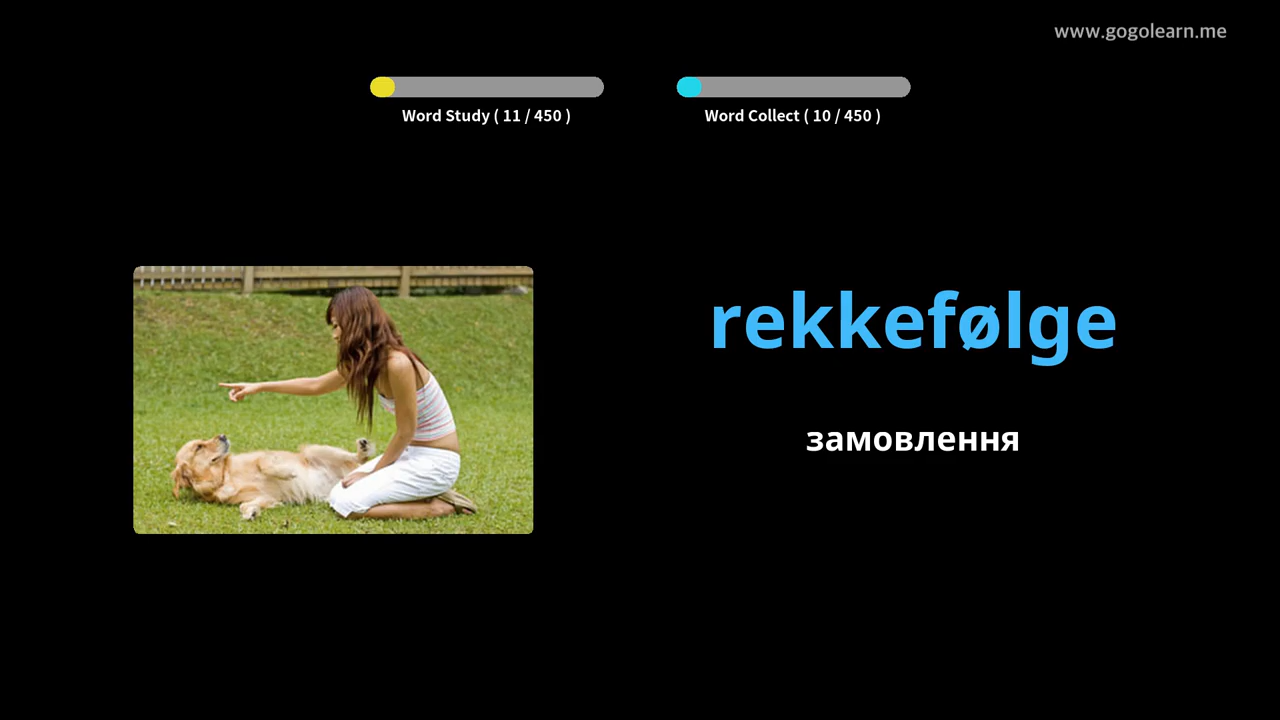 www.gogolearn.me
Word Study ( 11 / 450 )
Word Collect ( 10 / 450 )
rekkefølge
замовлення